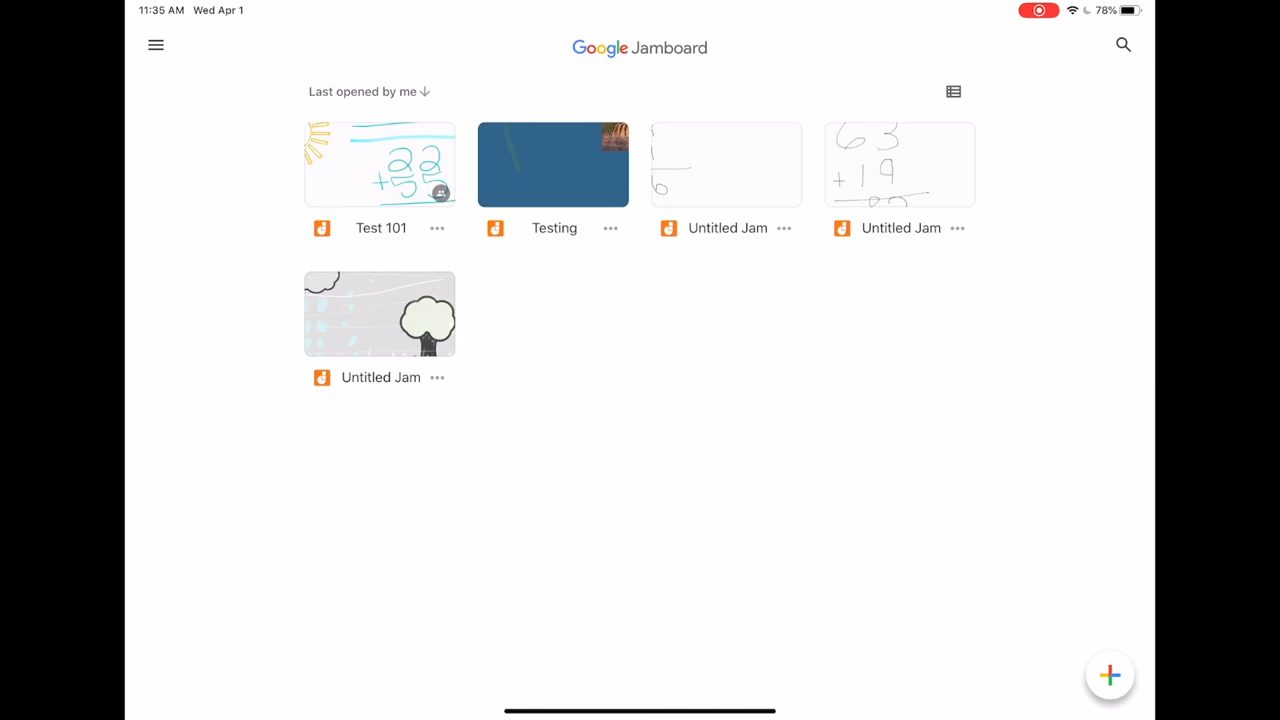 11:35 AM Wed Apr 1
78%
Google Jamboard
Last opened by me
22
+55
63
+ 19
6
Test 101
Testing
Untitled Jam
Untitled Jam
Untitled Jam